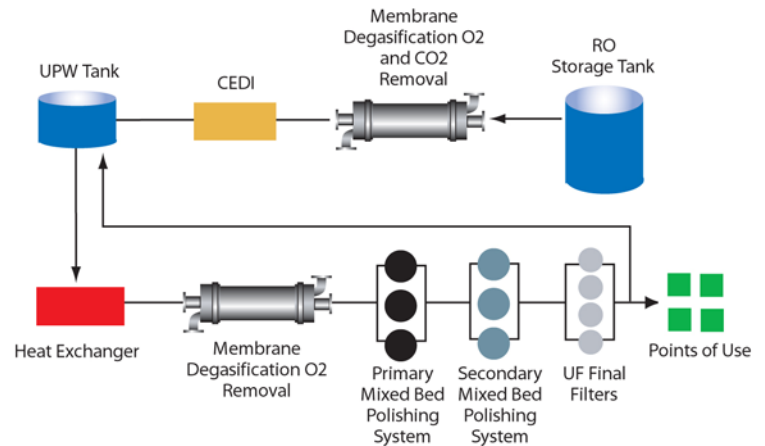 UPW Tank
CEDI
Membrane
Degasification O2
and CO2
Removal
RO
Storage Tank
Heat Exchanger
Membrane
Degasification O2
Removal
Primary
Mixed Bed
Polishing
System
Secondary
Mixed Bed
Polishing
System
UF Final
Filters
Points of Use